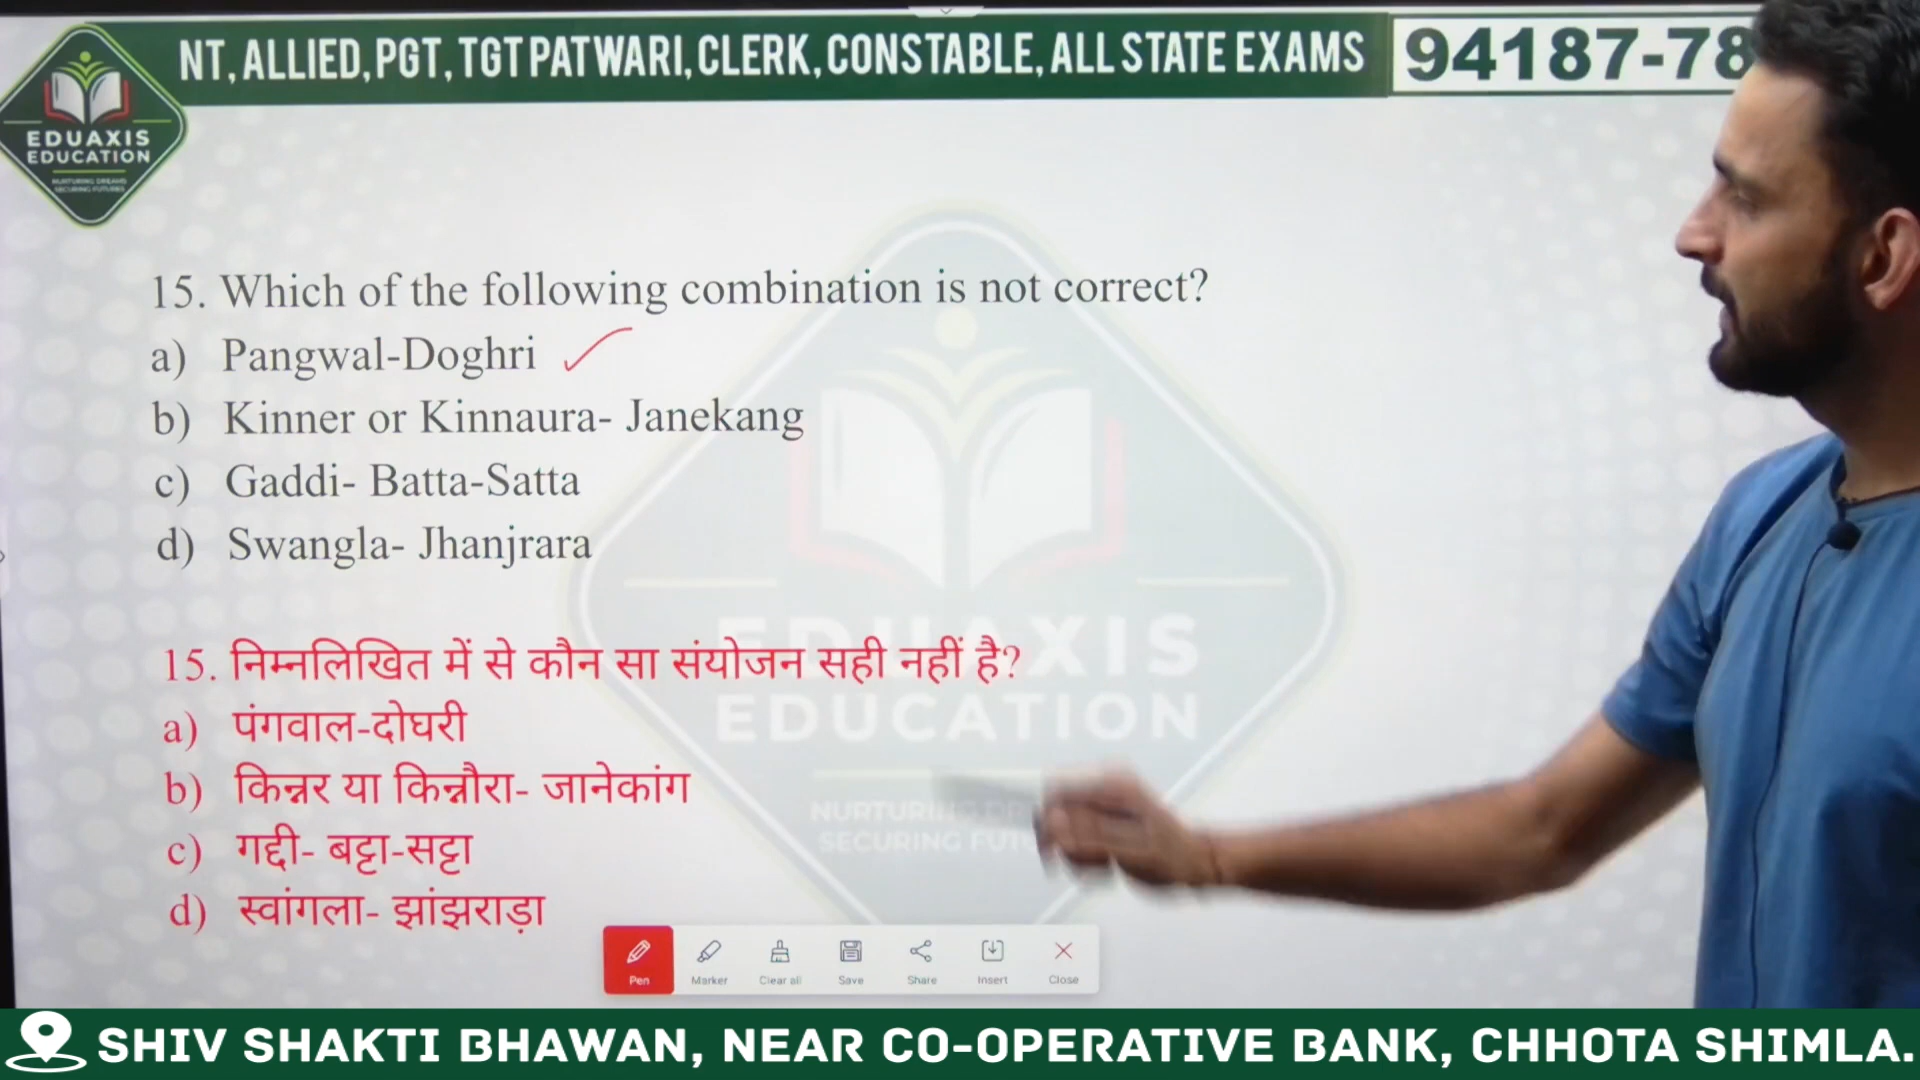 NT, ALLIED, PGT, TGT PATWARI, CLERK, CONSTABLE, ALL STATE EXAMS
94187-78
EDUAXIS
EDUCATION
NURTURING DREAMS
SECURING FUTURES
15. Which of the following combination is not correct?
a) Pangwal-Doghri
b) Kinner or Kinnaura- Janekang
c) Gaddi- Batta-Satta
d) Swangla- Jhanjrara
EDUAXIS
EDUCATION
NURTURING
SECURING
15. निम्नलिखित में से कौन सा संयोजन सही नहीं है?
a) पंगवाल-दोघरी
b) किन्नर या किन्नौरा- जानेकांग
c) गद्दी- बट्टा-सट्टा
d) स्वांगला- झांझराड़ा
Pen Marker Clear all Save Share Insert Close
SHIV SHAKTI BHAWAN, NEAR CO-OPERATIVE BANK, CHHOTA SHIMLA.